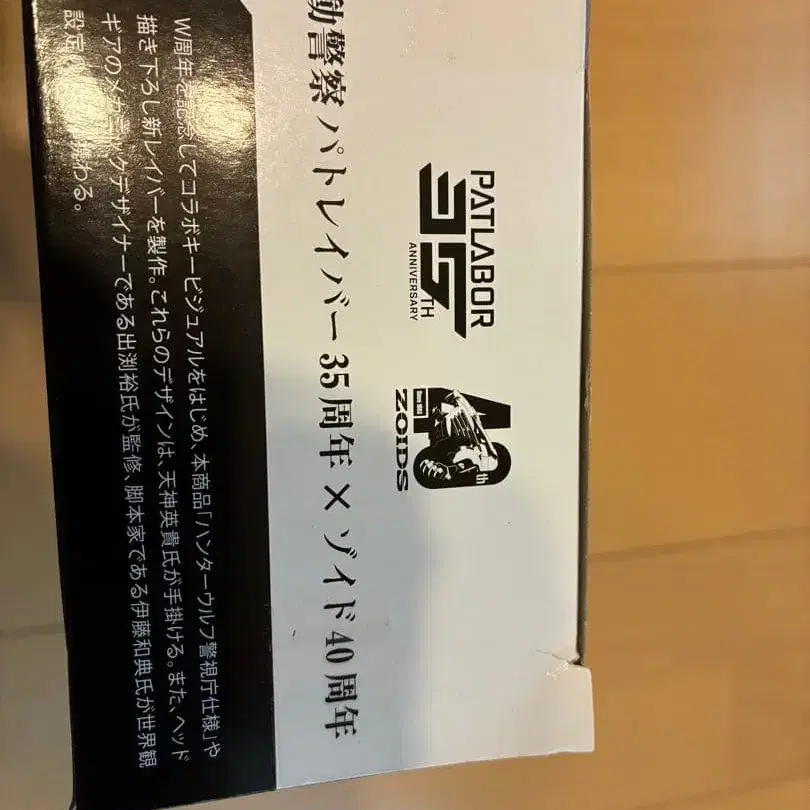 PATLABOR
35TH
ANNIVERSARY
40th
ZOIDS
動警察パトレイバー35周年×ゾイド40周年
W周年を記念してコラボキービジュアルをはじめ、本商品「ハンターウルフ警視庁仕様」や
描き下ろし新レイバーを製作。これらのデザインは、天神英貴氏が手掛ける。また、ヘッド
ギアのメカニックデザイナーである出渕裕氏が監修、脚本家である伊藤和典氏が世界観
設定 携わる。